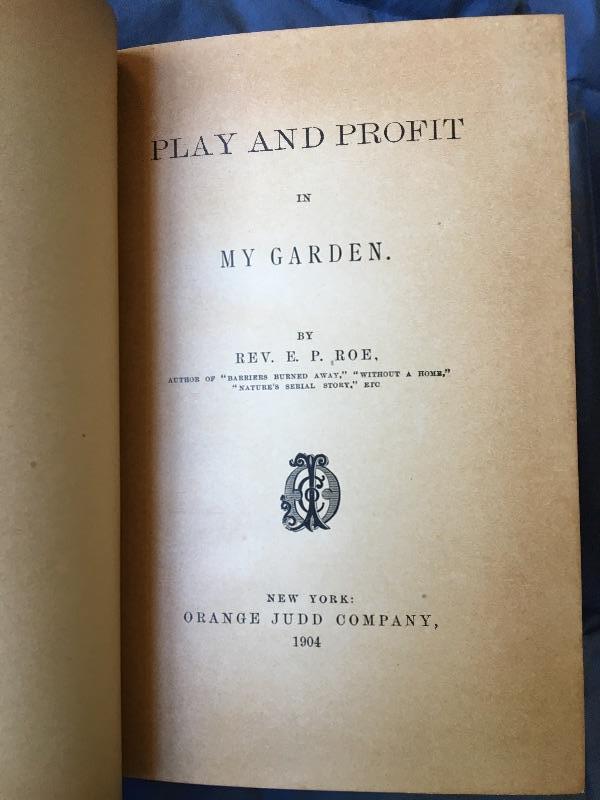 PLAY AND PROFIT
IN
MY GARDEN.
BY
REV. E. P. ROE,
AUTHOR OF "BARRIERS BURNED AWAY," "WITHOUT A HOME,"
"NATURE'S SERIAL STORY," ETC
NEW YORK:
ORANGE JUDD COMPANY,
1904